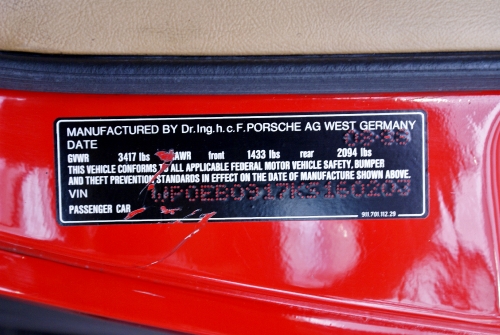 MANUFACTURED BY Dr.Ing.h.c.F.PORSCHE AG WEST GERMANY
DATE
GVWR 3417 lbs GAWR front 1433 lbs rear 2094 lbs
THIS VEHICLE CONFORMS TO ALL APPLICABLE FEDERAL MOTOR VEHICLE SAFETY, BUMPER
AND THEFT PREVENTION STANDARDS IN EFFECT ON THE DATE OF MANUFACTURE SHOWN ABOVE.
VIN
PASSENGER CAR
911.701.112.29